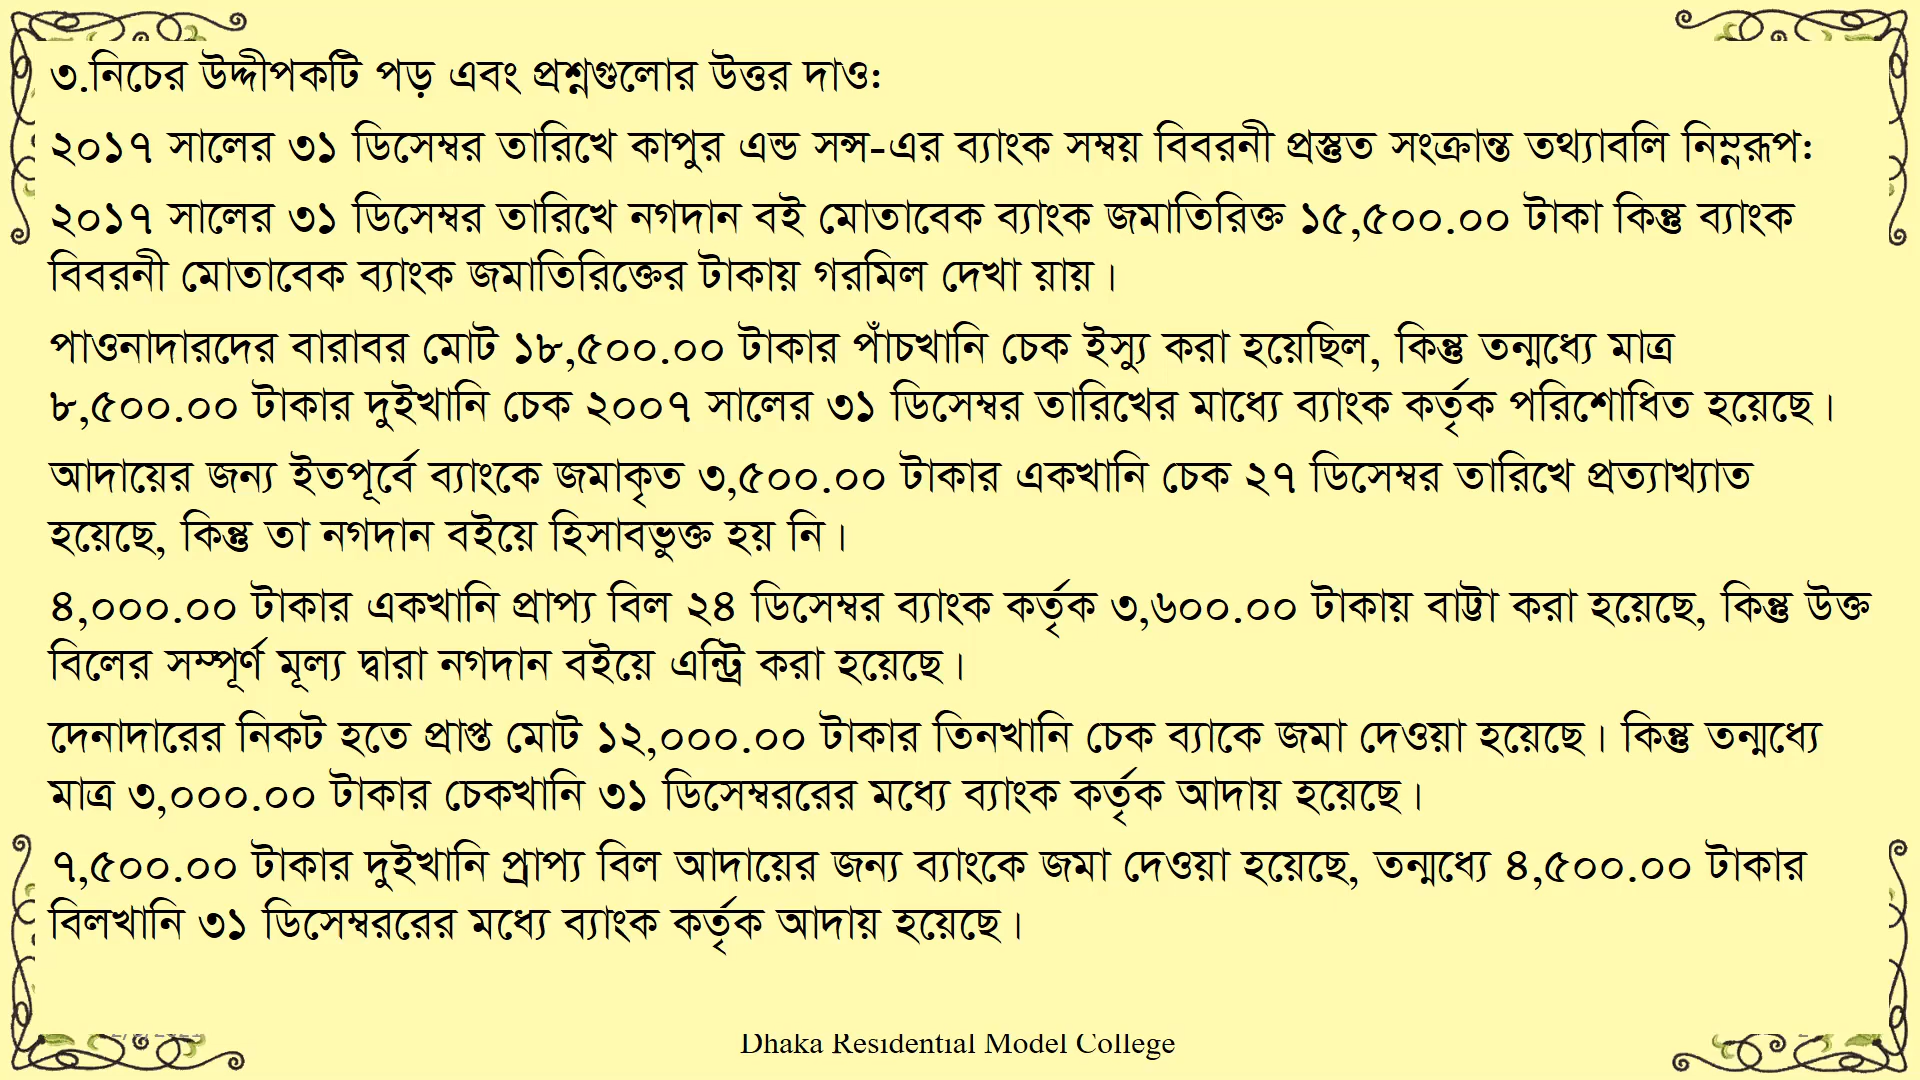 ৩.নিচের উদ্দীপকটি পড় এবং প্রশ্নগুলোর উত্তর দাও:
২০১৭ সালের ৩১ ডিসেম্বর তারিখে কাপুর এন্ড সন্স-এর ব্যাংক সম্বয় বিবরনী প্রস্তুত সংক্রান্ত তথ্যাবলি নিম্নরূপ:
২০১৭ সালের ৩১ ডিসেম্বর তারিখে নগদান বই মোতাবেক ব্যাংক জমাতিরিক্ত ১৫,৫০০.০০ টাকা কিন্তু ব্যাংক
বিবরনী মোতাবেক ব্যাংক জমাতিরিক্তের টাকায় গরমিল দেখা য়ায়।
পাওনাদারদের বারাবর মোট ১৮,৫০০.০০ টাকার পাঁচখানি চেক ইস্যু করা হয়েছিল, কিন্তু তন্মধ্যে মাত্র
৮,৫০০.০০ টাকার দুইখানি চেক ২০০৭ সালের ৩১ ডিসেম্বর তারিখের মাধ্যে ব্যাংক কর্তৃক পরিশোধিত হয়েছে।
আদায়ের জন্য ইতপূর্বে ব্যাংকে জমাকৃত ৩,৫০০.০০ টাকার একখানি চেক ২৭ ডিসেম্বর তারিখে প্রত্যাখ্যাত
হয়েছে, কিন্তু তা নগদান বইয়ে হিসাবভুক্ত হয় নি।
৪,০০০.০০ টাকার একখানি প্রাপ্য বিল ২৪ ডিসেম্বর ব্যাংক কর্তৃক ৩,৬০০.০০ টাকায় বাট্টা করা হয়েছে, কিন্তু উক্ত
বিলের সম্পূর্ণ মূল্য দ্বারা নগদান বইয়ে এন্ট্রি করা হয়েছে।
দেনাদারের নিকট হতে প্রাপ্ত মোট ১২,০০০.০০ টাকার তিনখানি চেক ব্যাকে জমা দেওয়া হয়েছে। কিন্তু তন্মধ্যে
মাত্র ৩,০০০.০০ টাকার চেকখানি ৩১ ডিসেম্বররের মধ্যে ব্যাংক কর্তৃক আদায় হয়েছে।
৭,৫০০.০০ টাকার দুইখানি প্রাপ্য বিল আদায়ের জন্য ব্যাংকে জমা দেওয়া হয়েছে, তন্মধ্যে ৪,৫০০.০০ টাকার
বিলখানি ৩১ ডিসেম্বররের মধ্যে ব্যাংক কর্তৃক আদায় হয়েছে।
Dhaka Residential Model College